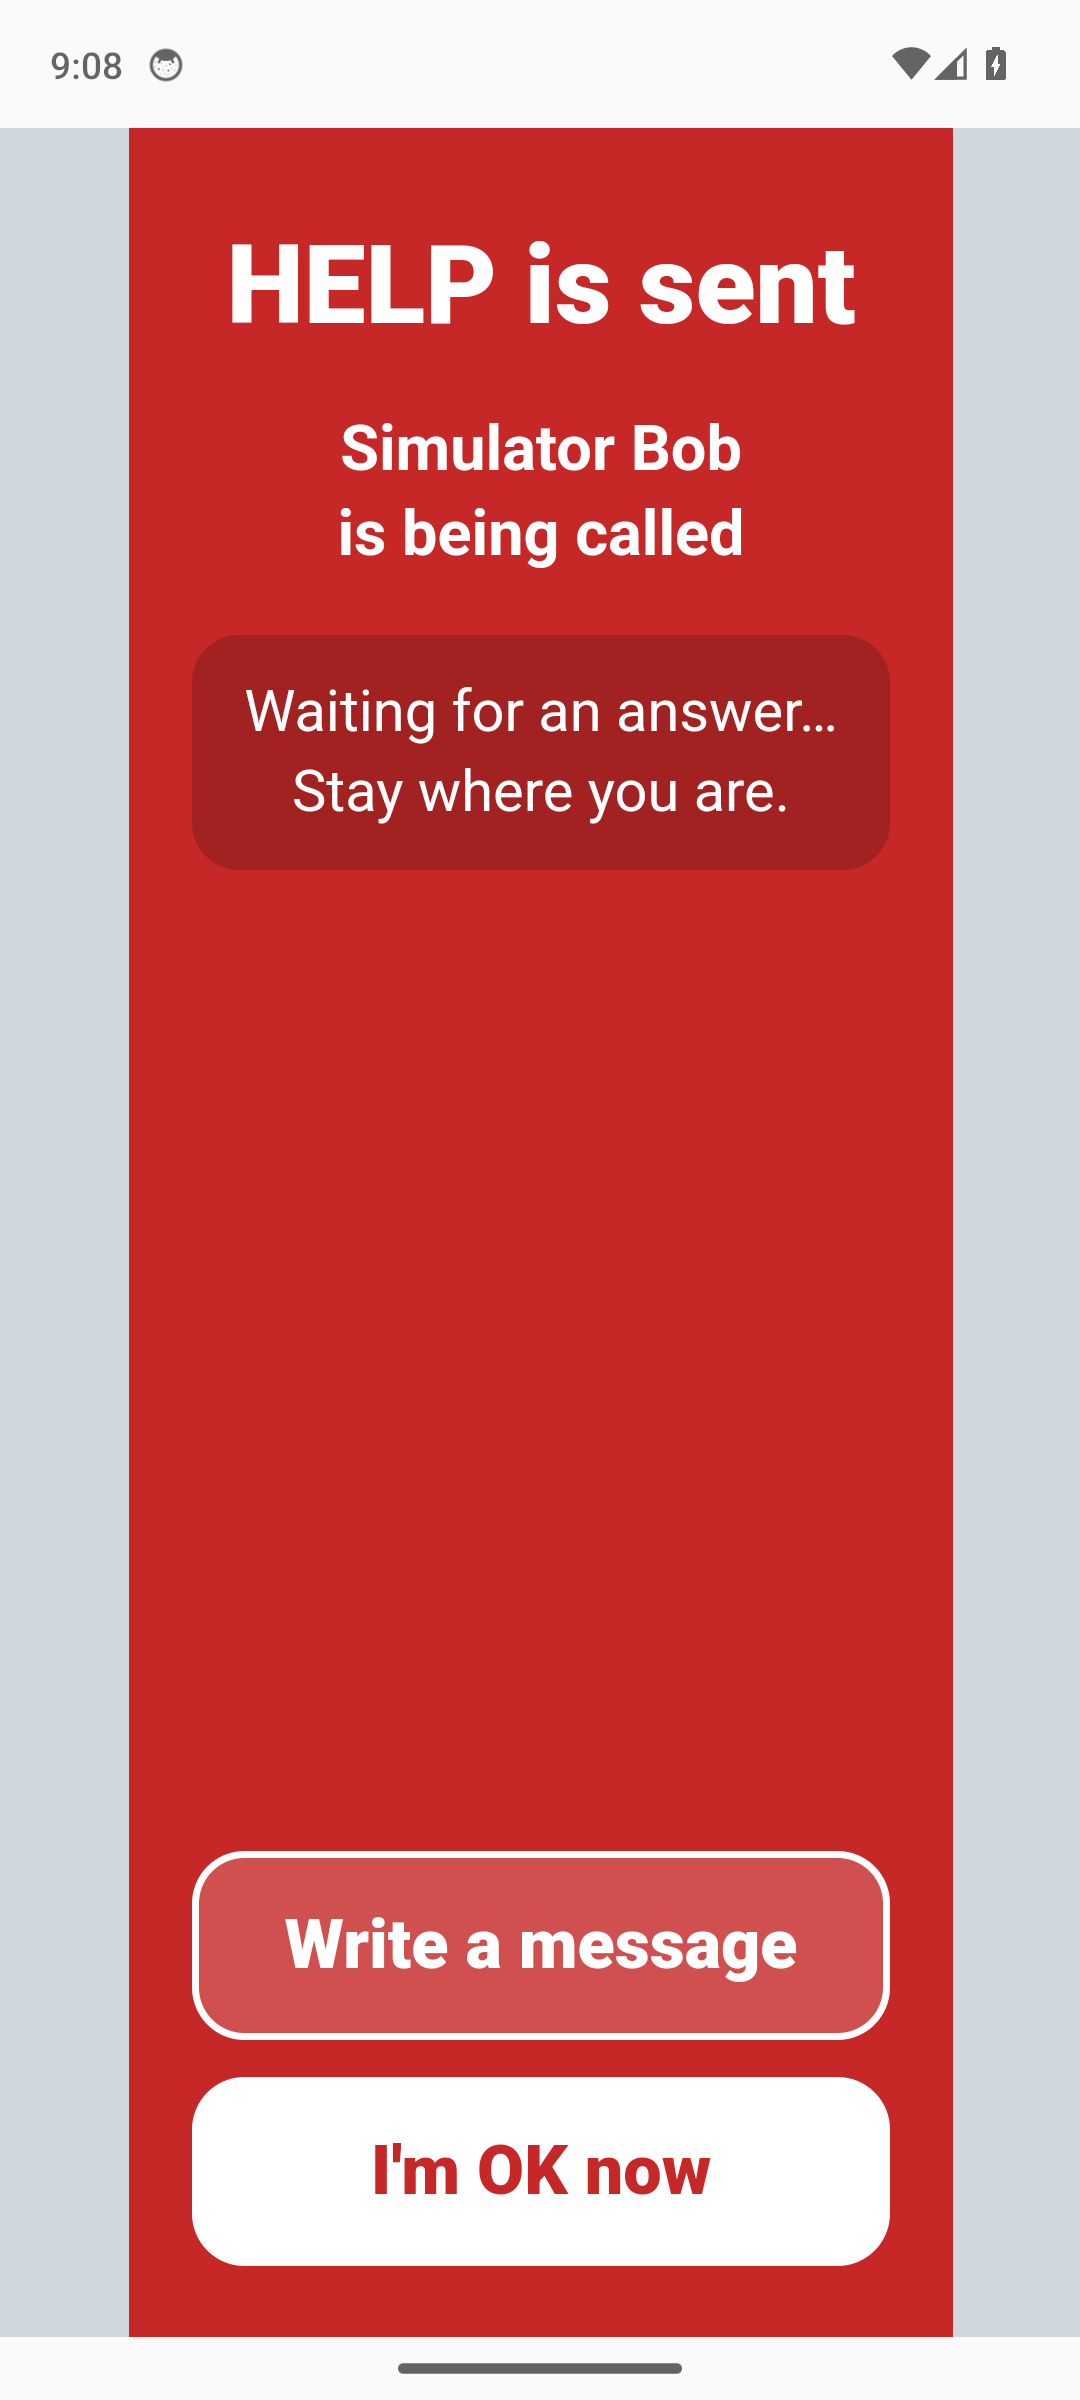 9:08
HELP is sent
Simulator Bob
is being called
Waiting for an answer...
Stay where you are.
Write a message
I'm OK now